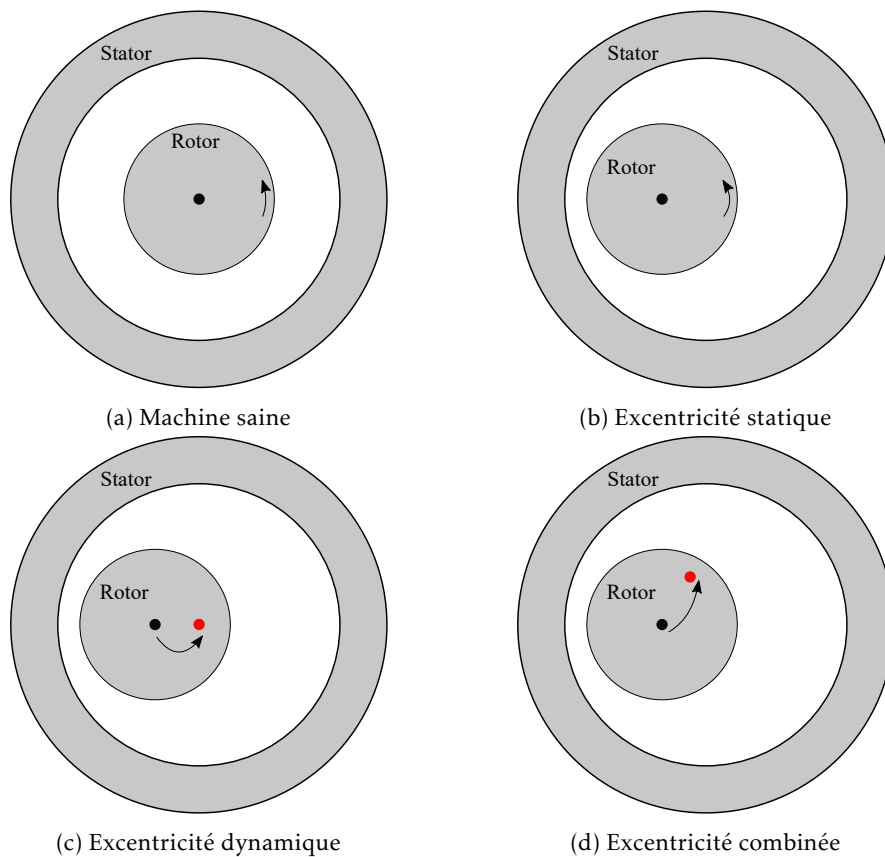 Stator
Rotor
(a) Machine saine
Stator
Rotor
(b) Excentricité statique
Stator
Rotor
(c) Excentricité dynamique
Stator
Rotor
(d) Excentricité combinée